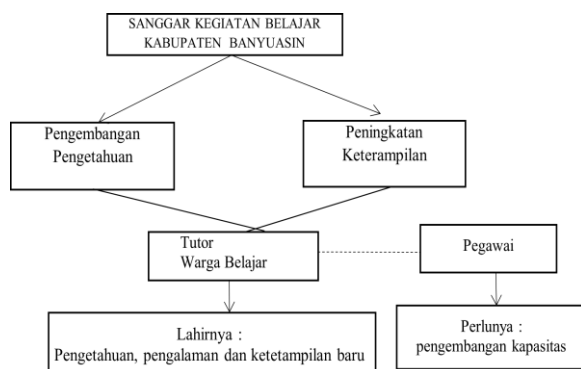 SANGGAR KEGIATAN BELAJAR
KABUPATEN BANYUASIN
Pengembangan
Pengetahuan
Peningkatan
Keterampilan
Tutor
Warga Belajar
Pegawai
Lahirnya :
Pengetahuan, pengalaman dan ketetampilan baru
Perlunya :
pengembangan kapasitas